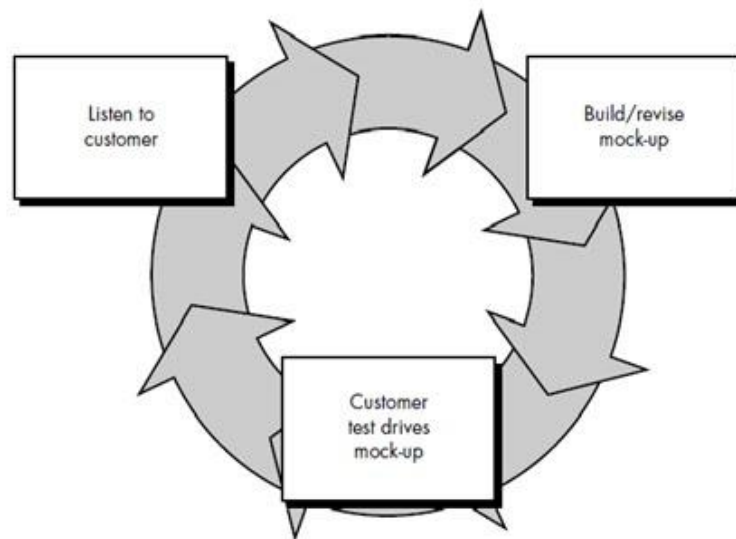 Listen to
customer
Build/revise
mock-up
Customer
test drives
mock-up